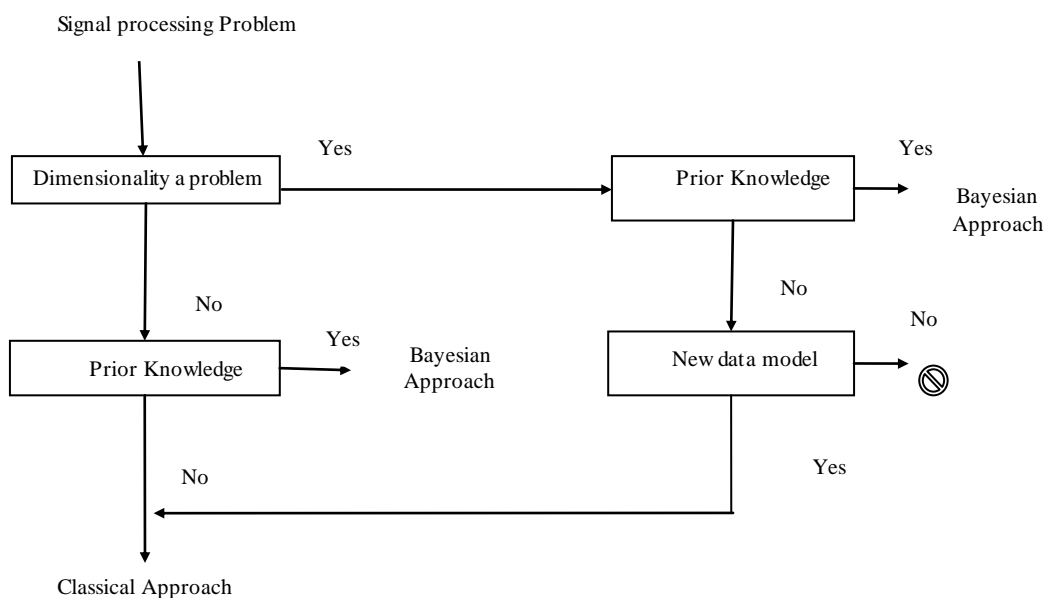 Signal processing Problem
Yes
Yes
Dimensionality a problem
Prior Knowledge
Bayesian
Approach
No
No
No
Yes
Prior Knowledge
Bayesian
Approach
New data model
Yes
No
Classical Approach